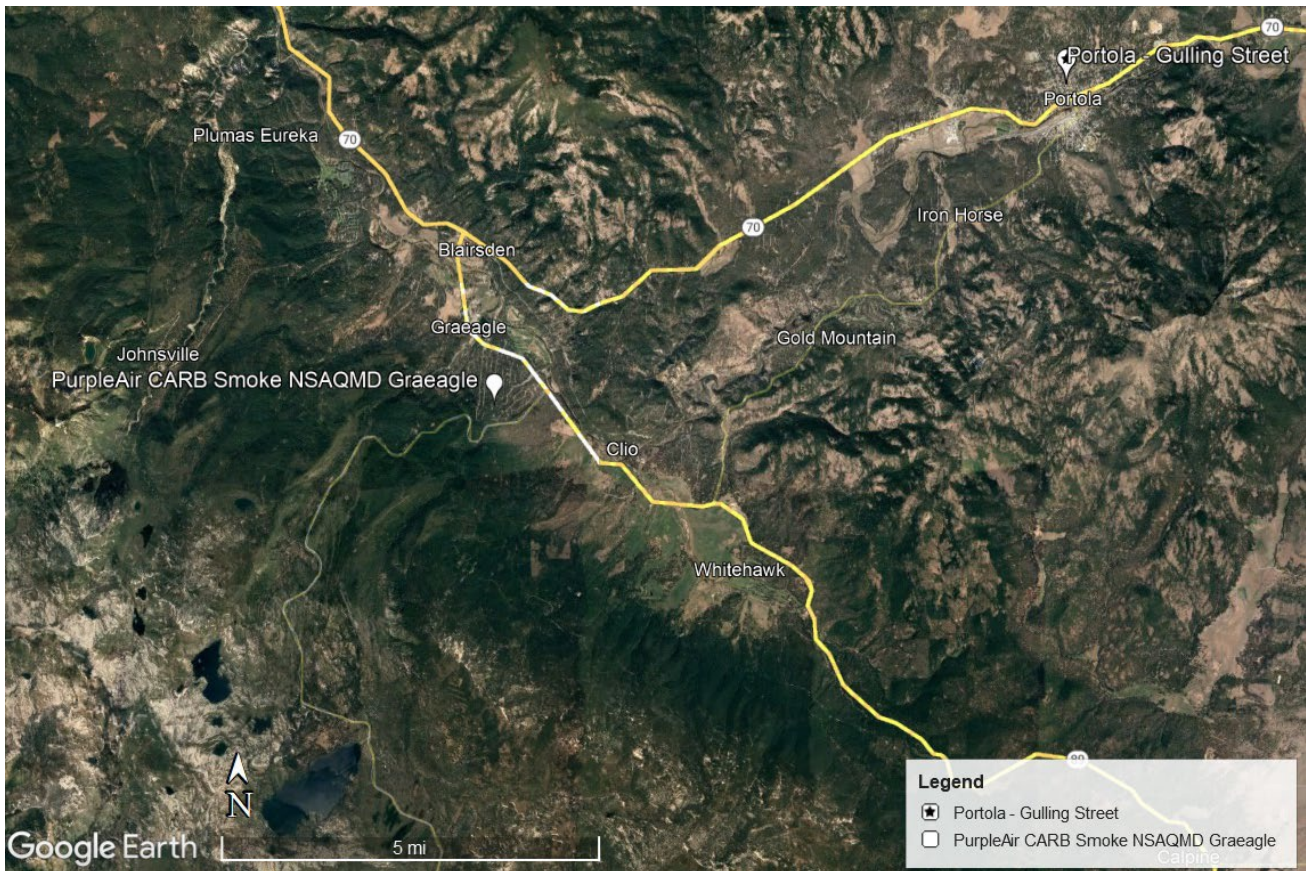 70
Portola - Gulling Street
Portola
Plumas Eureka
70
Iron Horse
70
Blairsden
Graeagle
Gold Mountain
Johnsville
PurpleAir CARB Smoke NSAQMD Graeagle
Clio
Whitehawk
89
N
Google Earth
5 mi
Legend
Portola - Gulling Street
PurpleAir CARB Smoke NSAQMD Graeagle
Calpine